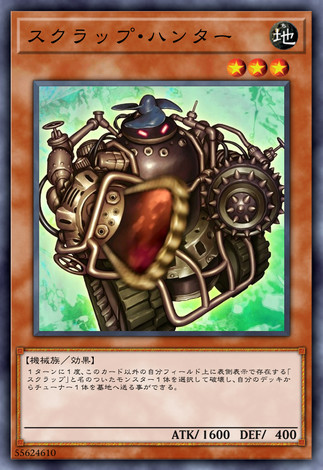 スクラップ・ハンター
地
【機械族／効果】
１ターンに１度、このカード以外の自分フィールド上に表側表示で存在する「
スクラップ」と名のついたモンスター１体を選択して破壊し、自分のデッキか
らチューナー１体を墓地へ送る事ができる。
ATK/ 1600 DEF/ 400
55624610